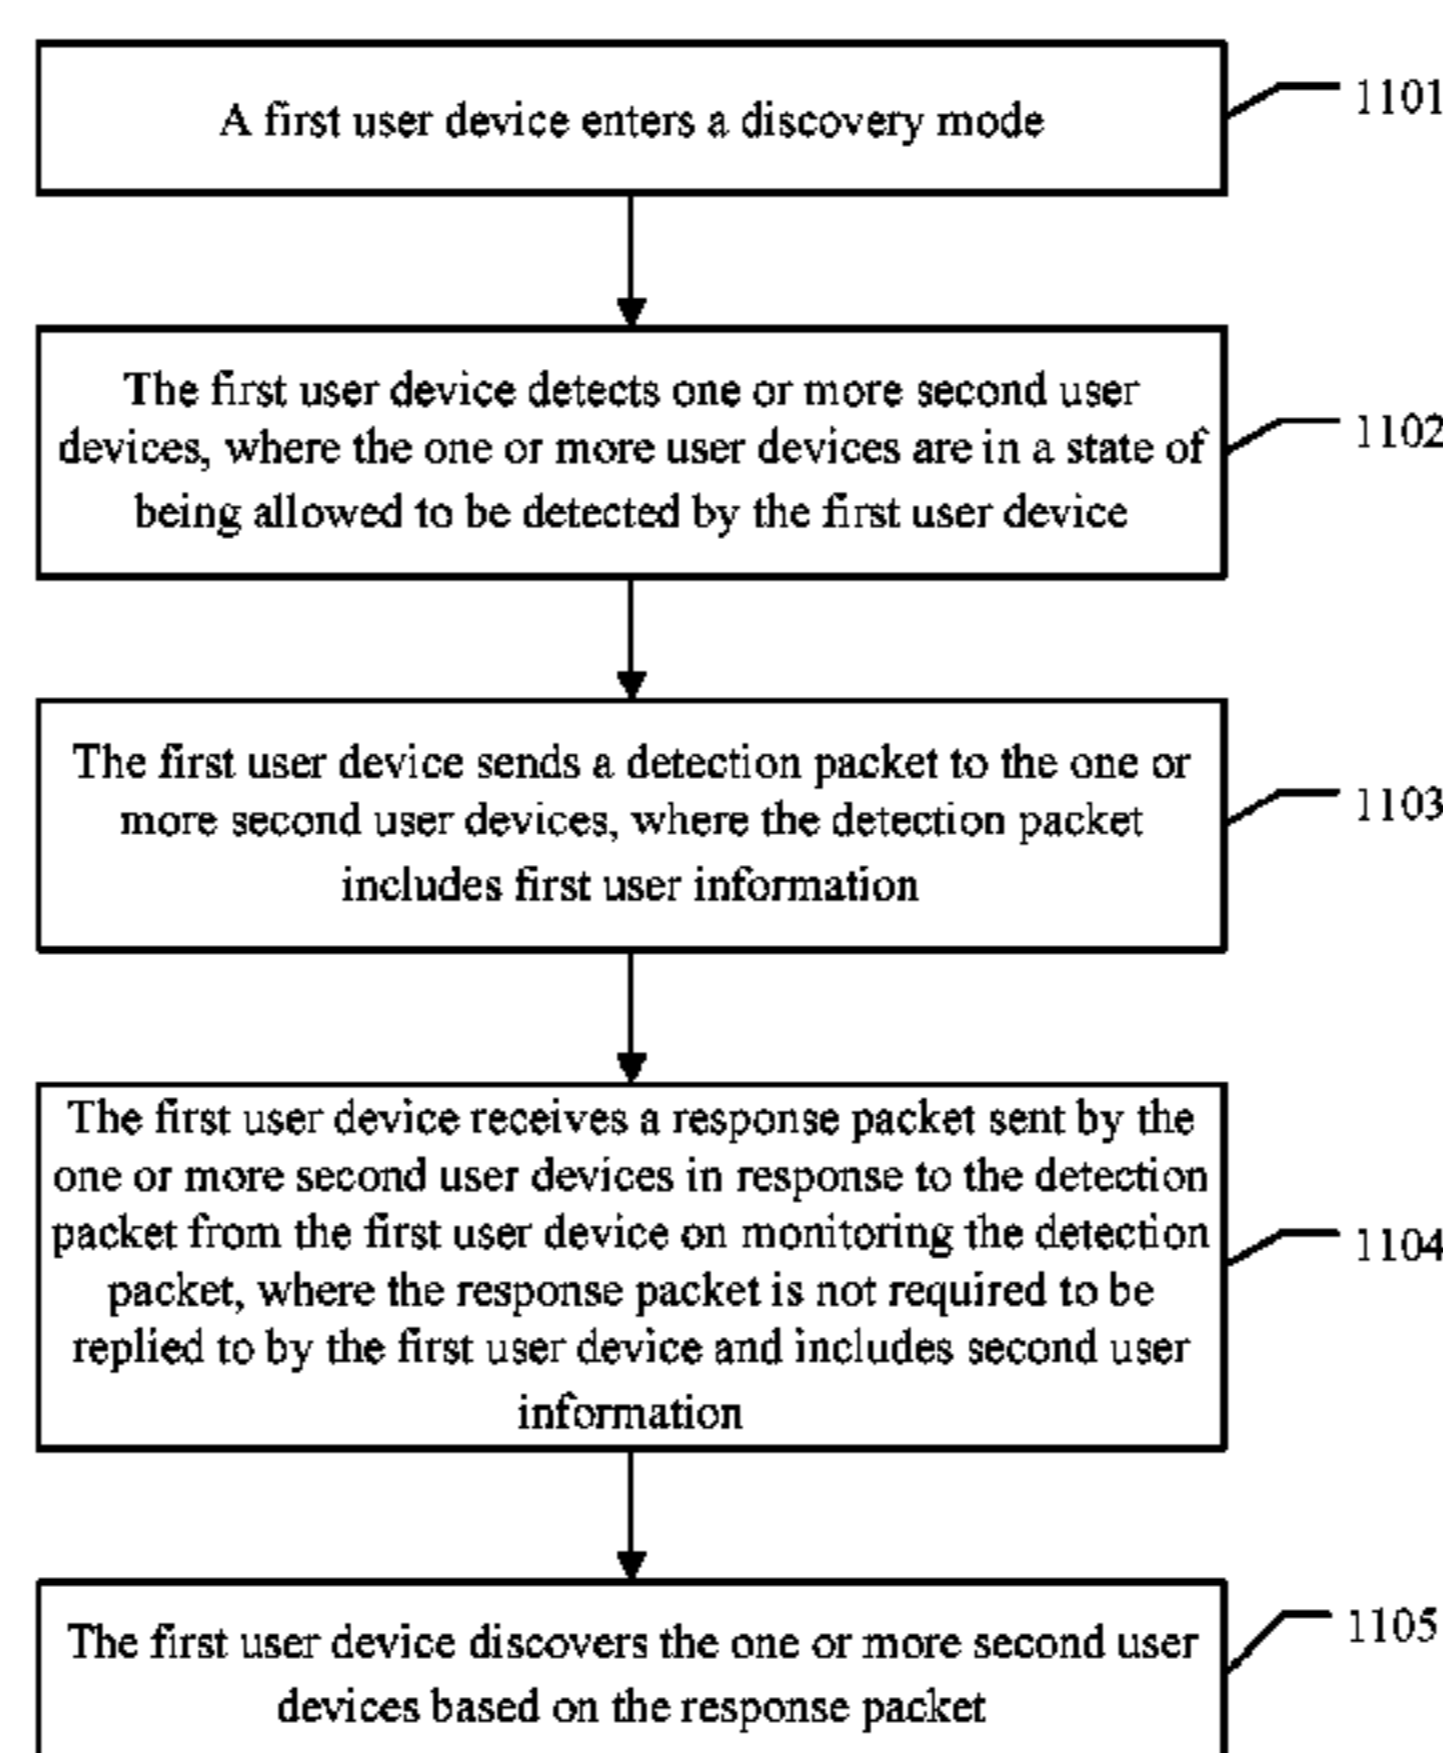 A first user device enters a discovery mode
1101
The first user device detects one or more second user
devices, where the one or more user devices are in a state of
being allowed to be detected by the first user device
1102
The first user device sends a detection packet to the one or
more second user devices, where the detection packet
includes first user information
1103
The first user device receives a response packet sent by the
one or more second user devices in response to the detection
packet from the first user device on monitoring the detection
packet, where the response packet is not required to be
replied to by the first user device and includes second user
information
1104
The first user device discovers the one or more second user
devices based on the response packet
1105